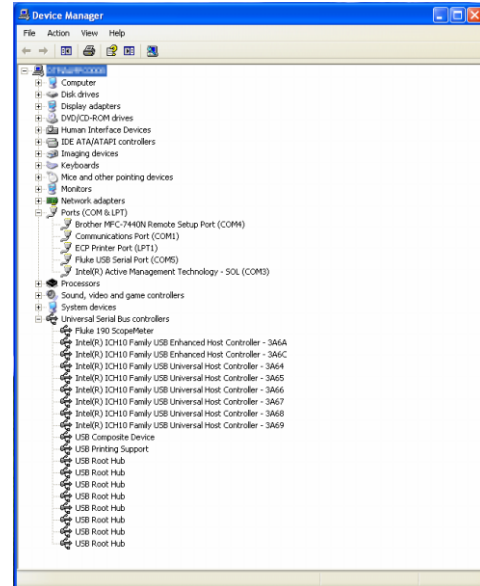 Device Manager
File Action View Help
Computer
Disk drives
Display adapters
DVD/CD-ROM drives
Human Interface Devices
IDE ATA/ATAPI controllers
Imaging devices
Keyboards
Mice and other pointing devices
Monitors
Network adapters
Ports (COM & LPT)
Brother MFC-7440N Remote Setup Port (COM4)
Communications Port (COM1)
ECP Printer Port (LPT1)
Fluke USB Serial Port (COM5)
Intel(R) Active Management Technology - SOL (COM3)
Processors
Sound, video and game controllers
System devices
Universal Serial Bus controllers
Fluke 190 ScopeMeter
Intel(R) ICH10 Family USB Enhanced Host Controller - 3A6A
Intel(R) ICH10 Family USB Enhanced Host Controller - 3A6C
Intel(R) ICH10 Family USB Universal Host Controller - 3A64
Intel(R) ICH10 Family USB Universal Host Controller - 3A65
Intel(R) ICH10 Family USB Universal Host Controller - 3A66
Intel(R) ICH10 Family USB Universal Host Controller - 3A67
Intel(R) ICH10 Family USB Universal Host Controller - 3A68
Intel(R) ICH10 Family USB Universal Host Controller - 3A69
USB Composite Device
USB Printing Support
USB Root Hub
USB Root Hub
USB Root Hub
USB Root Hub
USB Root Hub
USB Root Hub
USB Root Hub
USB Root Hub